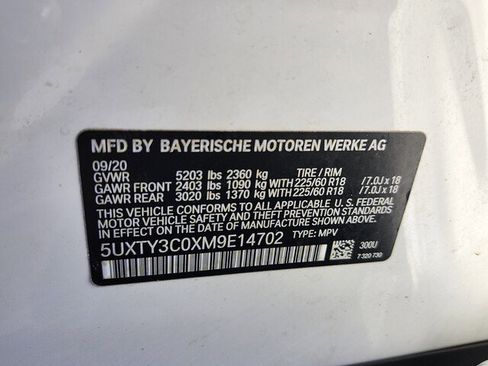 MFD BY BAYERISCHE MOTOREN WERKE AG
09/20
GVWR 5203 lbs 2360 kg TIRE / RIM
GAWR FRONT 2403 lbs 1090 kg WITH 225/60 R18 / 7.0J x 18
GAWR REAR 3020 lbs 1370 kg WITH 225/60 R18 / 7.0J x 18
THIS VEHICLE CONFORMS TO ALL APPLICABLE
U.S. FEDERAL MOTOR VEHICLE SAFETY
STANDARDS IN EFFECT ON THE DATE OF
MANUFACTURE SHOWN ABOVE.
5UXTY3C0XM9E14702
TYPE: MPV
300U
7 320 730